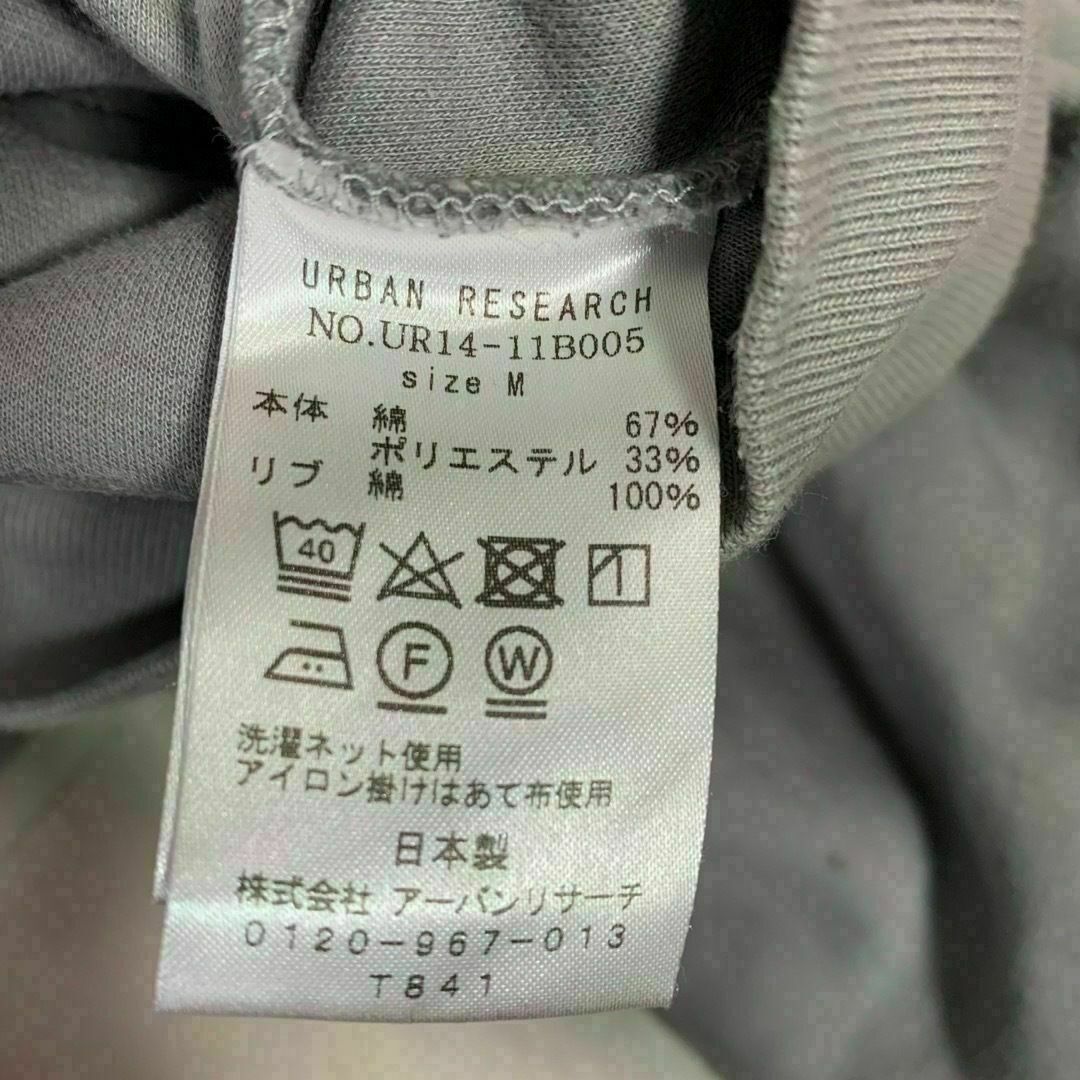 URBAN RESEARCH
NO.UR14-11B005
size M
本体 綿 67%
ポリエステル 33%
リブ 綿 100%
40
F W
洗濯ネット使用
アイロン掛けはあて布使用
日本製
株式会社 アーバンリサーチ
0120-967-013
T841